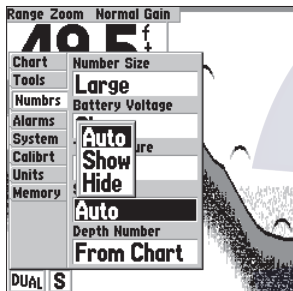 Range Zoom Normal Gain
49.5 ft
Chart
Tools
Numbrs
Alarms
System
Calibrt
Units
Memory
Number Size
Large
Battery Voltage
Auto
Show
Hide
Auto
Depth Number
From Chart
DUAL S